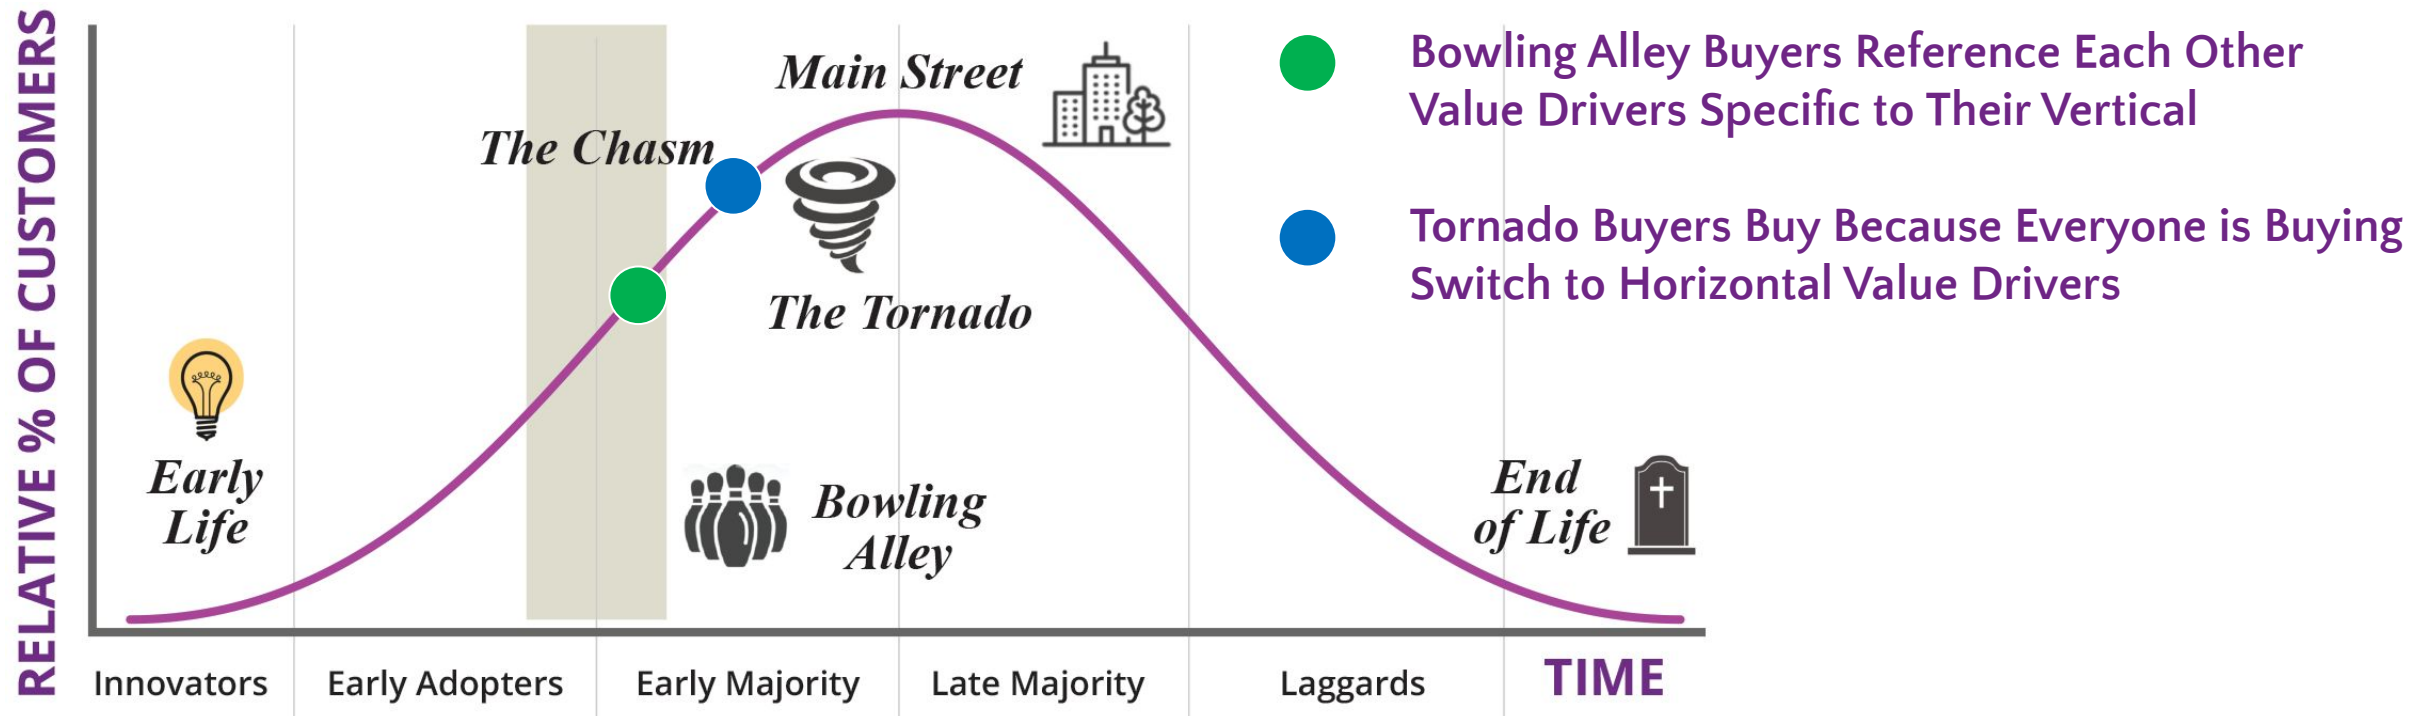 RELATIVE % OF CUSTOMERS
Main Street
The Chasm
The Tornado
Early
Life
Bowling
Alley
End
of Life
Innovators
Early Adopters
Early Majority
Late Majority
Laggards
TIME
Bowling Alley Buyers Reference Each Other
Value Drivers Specific to Their Vertical
Tornado Buyers Buy Because Everyone is Buying
Switch to Horizontal Value Drivers